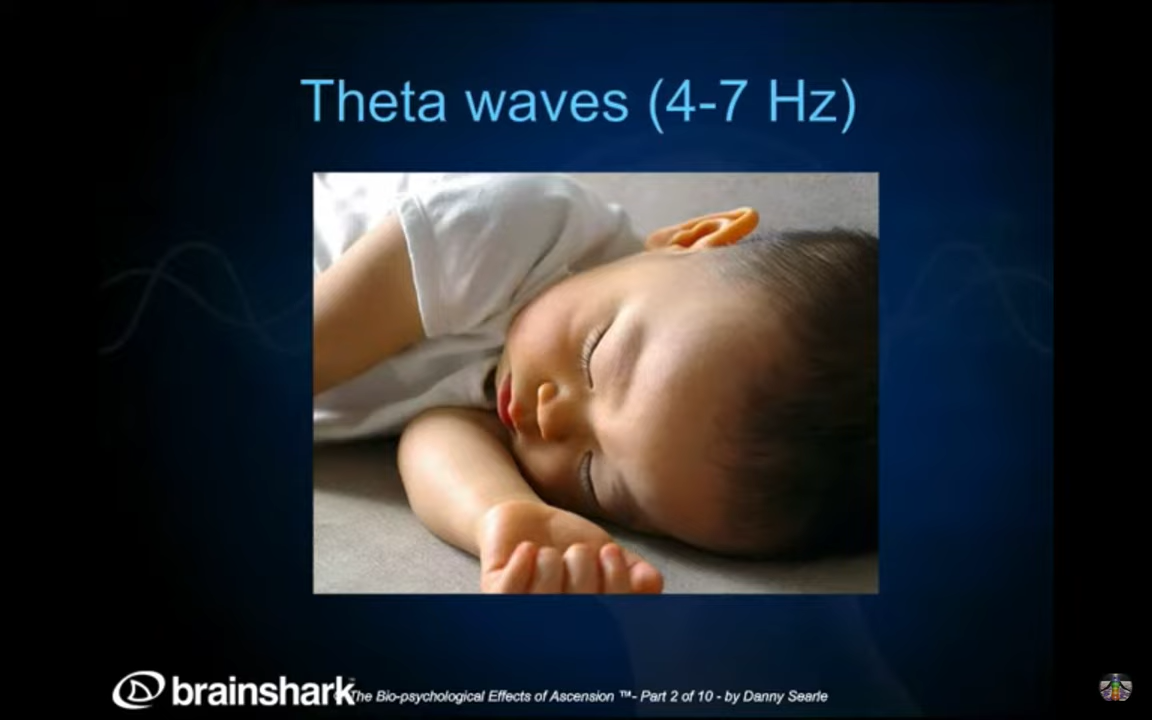 Theta waves (4-7 Hz)
brainshark The Bio-psychological Effects of Ascension ™- Part 2 of 10 - by Danny Searle